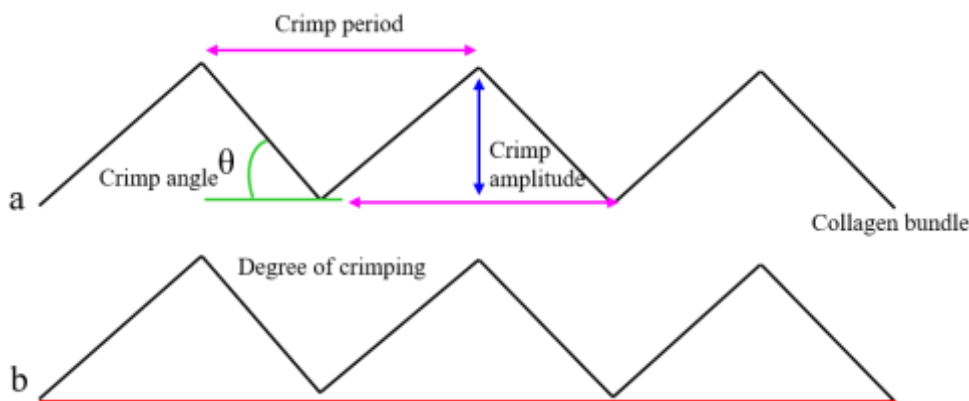 Crimp period
Crimp angle θ
Crimp
amplitude
a
Collagen bundle
Degree of crimping
b